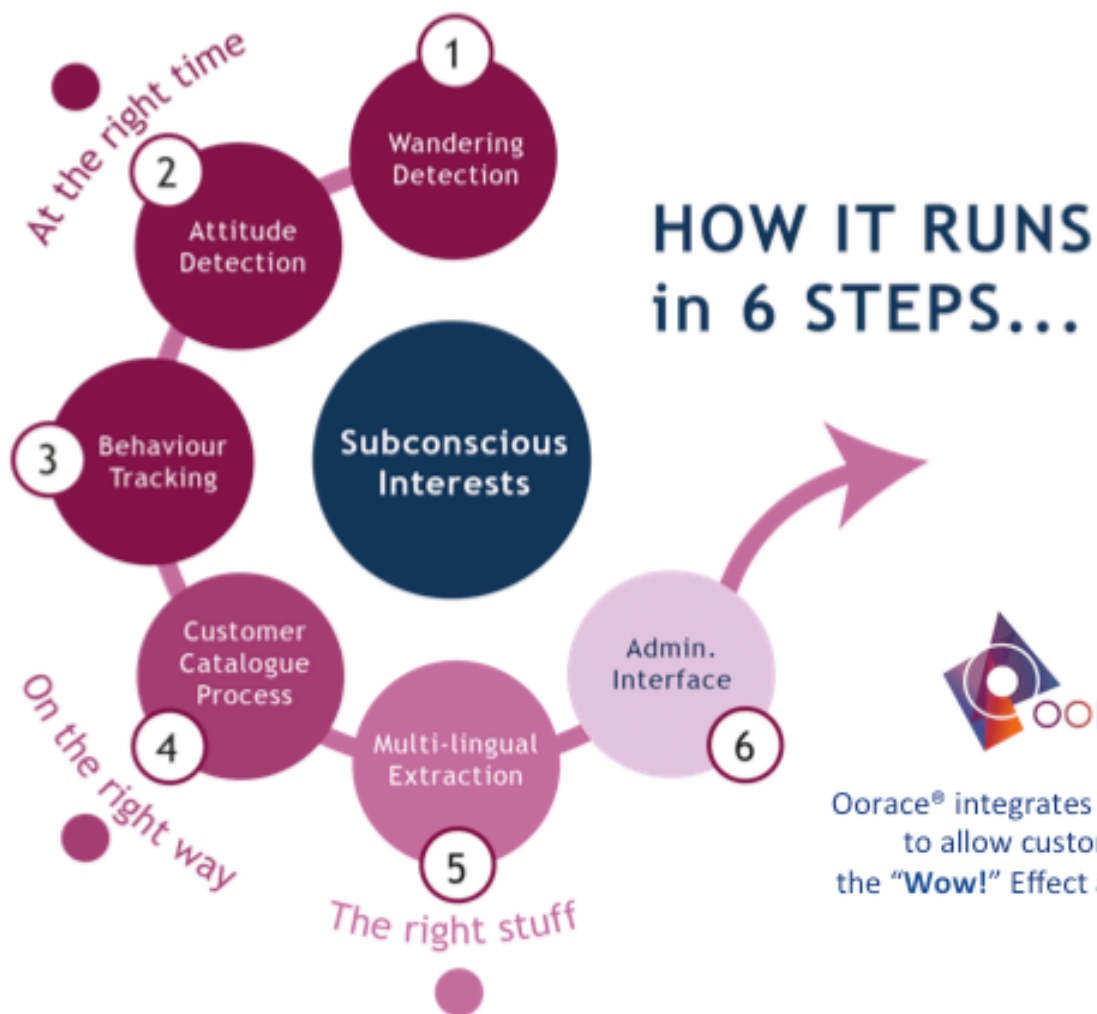 HOW IT RUNS
in 6 STEPS...
At the right time
1
Wandering
Detection
2
Attitude
Detection
3
Behaviour
Tracking
Subconscious
Interests
On the right way
4
Customer
Catalogue
Process
5
Multi-lingual
Extraction
The right stuff
6
Admin.
Interface
Oorace® integrates
to allow
the “Wow!” Effect